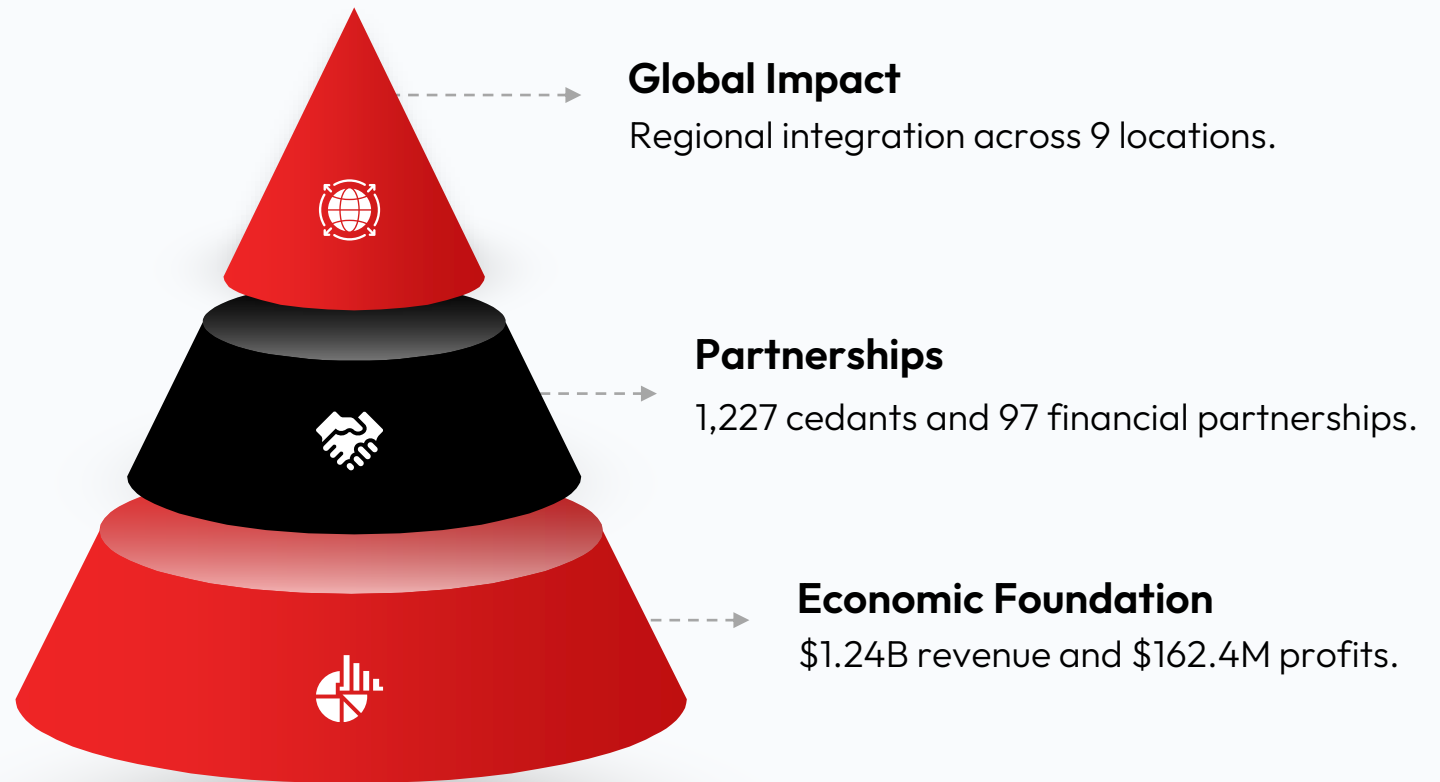 Global Impact
Regional integration across 9 locations.
Partnerships
1,227 cedants and 97 financial partnerships.
Economic Foundation
$1.24B revenue and $162.4M profits.